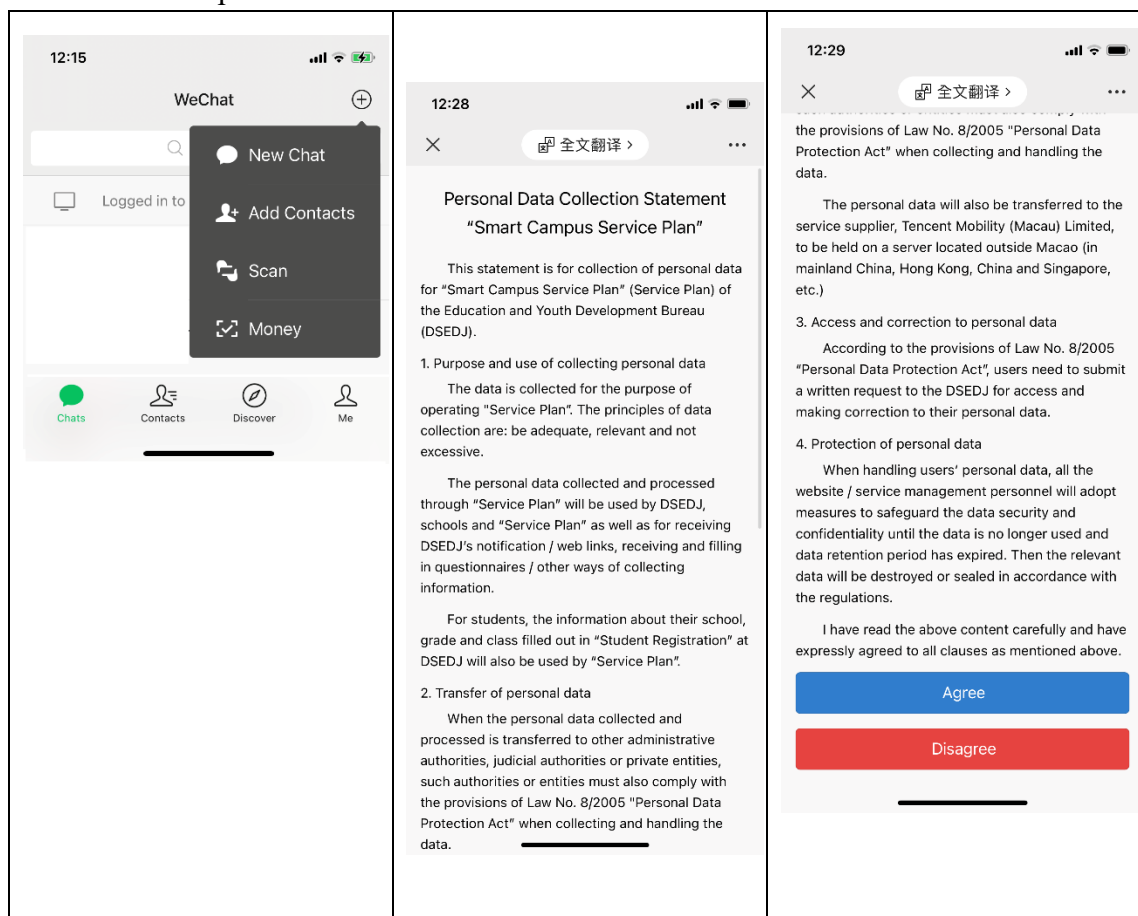 12:15
WeChat
New Chat
Logged in to
Add Contacts
Scan
Money
Chats
Contacts
Discover
Me
12:28
全文翻译 ›
Personal Data Collection Statement
“Smart Campus Service Plan”
This statement is for collection of personal data
for “Smart Campus Service Plan” (Service Plan) of
the Education and Youth Development Bureau
(DSEDJ).
1. Purpose and use of collecting personal data
The data is collected for the purpose of
operating "Service Plan". The principles of data
collection are: be adequate, relevant and not
excessive.
The personal data collected and processed
through “Service Plan” will be used by DSEDJ,
schools and “Service Plan” as well as for receiving
DSEDJ’s notification / web links, receiving and filling
in questionnaires / other ways of collecting
information.
For students, the information about their school,
grade and class filled out in “Student Registration” at
DSEDJ will also be used by “Service Plan”.
2. Transfer of personal data
When the personal data collected and
processed is transferred to other administrative
authorities, judicial authorities or private entities,
such authorities or entities must also comply with
the provisions of Law No. 8/2005 "Personal Data
Protection Act" when collecting and handling the
data.
12:29
全文翻译 ›
the provisions of Law No. 8/2005 "Personal Data
Protection Act" when collecting and handling the
data.
The personal data will also be transferred to the
service supplier, Tencent Mobility (Macau) Limited,
to be held on a server located outside Macao (in
mainland China, Hong Kong, China and Singapore,
etc.)
3. Access and correction to personal data
According to the provisions of Law No. 8/2005
“Personal Data Protection Act”, users need to submit
a written request to the DSEDJ for access and
making correction to their personal data.
4. Protection of personal data
When handling users’ personal data, all the
website / service management personnel will adopt
measures to safeguard the data security and
confidentiality until the data is no longer used and
data retention period has expired. Then the relevant
data will be destroyed or sealed in accordance with
the regulations.
I have read the above content carefully and have
expressly agreed to all clauses as mentioned above.
Agree
Disagree